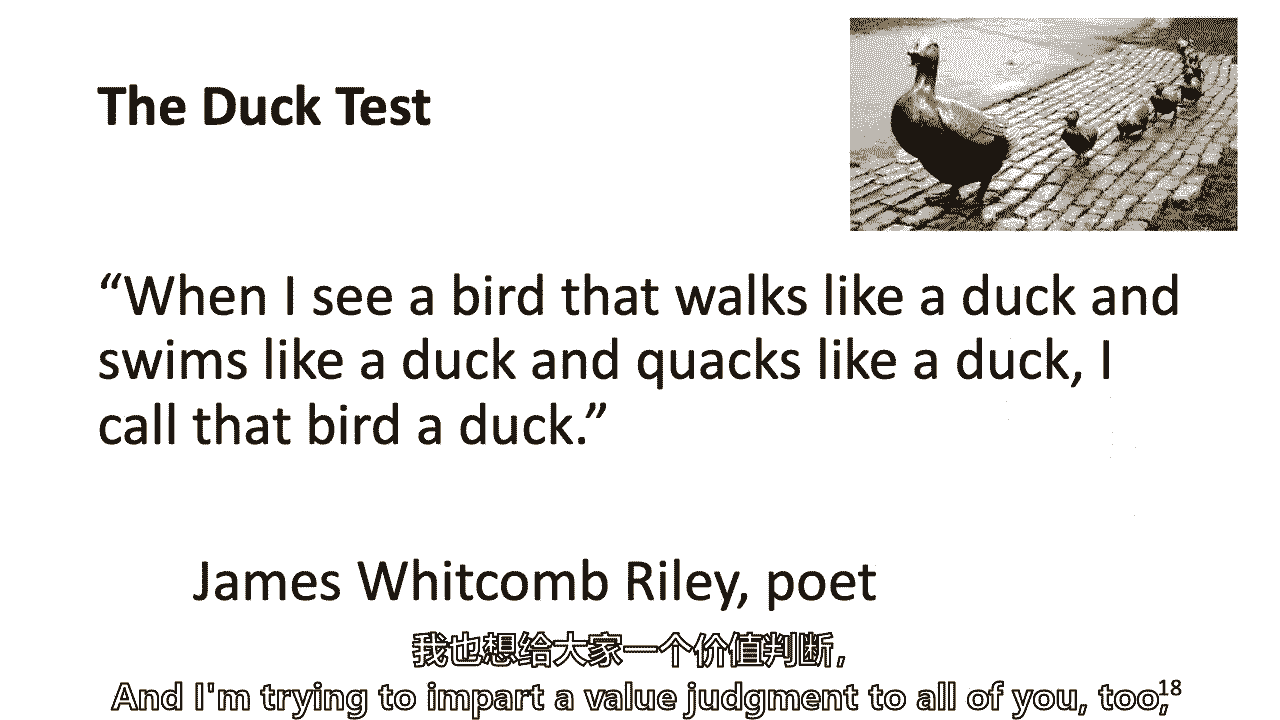 The Duck Test
“When I see a bird that walks like a duck and
swims like a duck and quacks like a duck, I
call that bird a duck.”
James Whitcomb Riley, poet
我也想给大家一个价值判断，
And I'm trying to impart a value judgment to all of you, too,
18